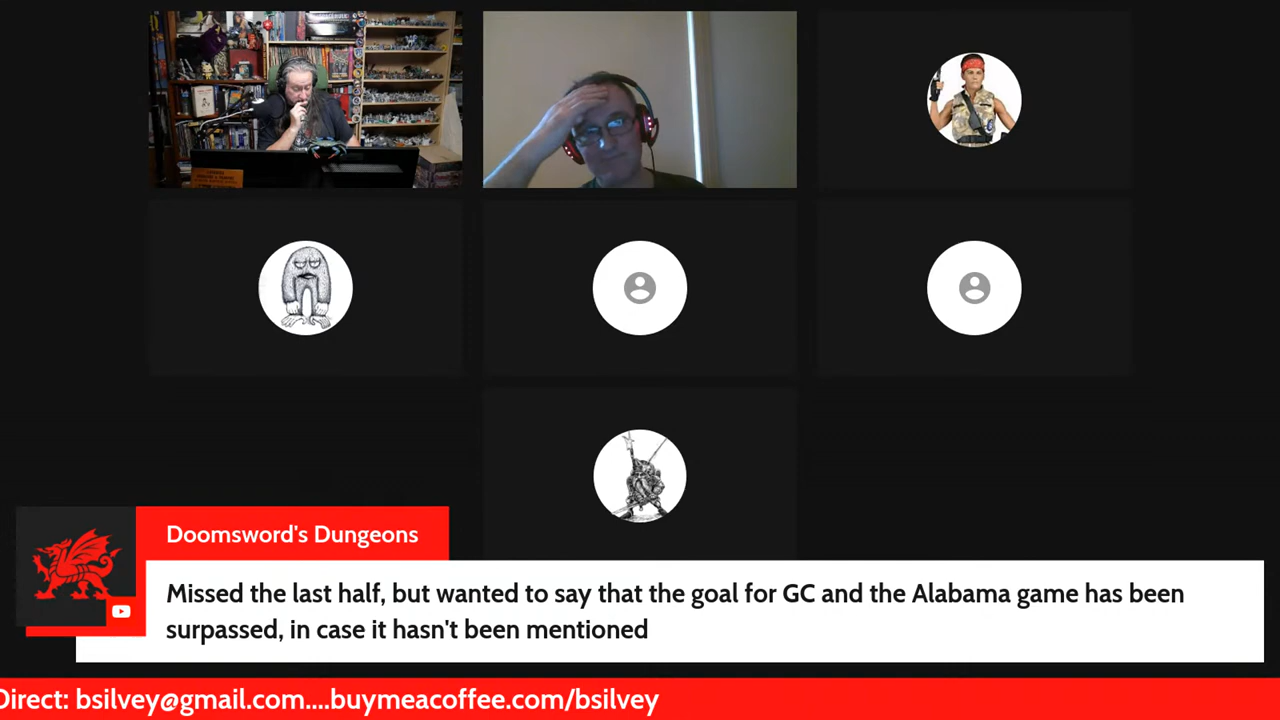 Doomsword's Dungeons
Missed the last half, but wanted to say that the goal for GC and the Alabama game has been
surpassed, in case it hasn't been mentioned
Direct: bsilvey@gmail.com....buymeacoffee.com/bsilvey